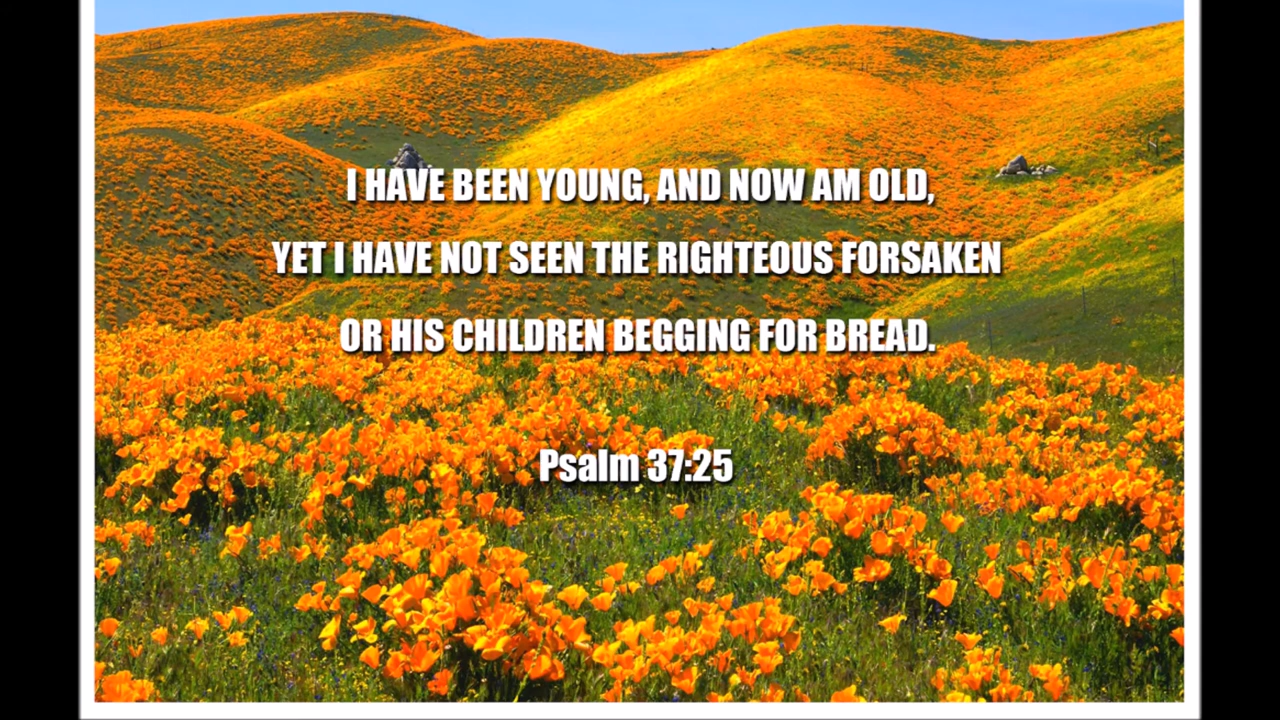 I HAVE BEEN YOUNG, AND NOW AM OLD,
YET I HAVE NOT SEEN THE RIGHTEOUS FORSAKEN
OR HIS CHILDREN BEGGING FOR BREAD.
Psalm 37:25